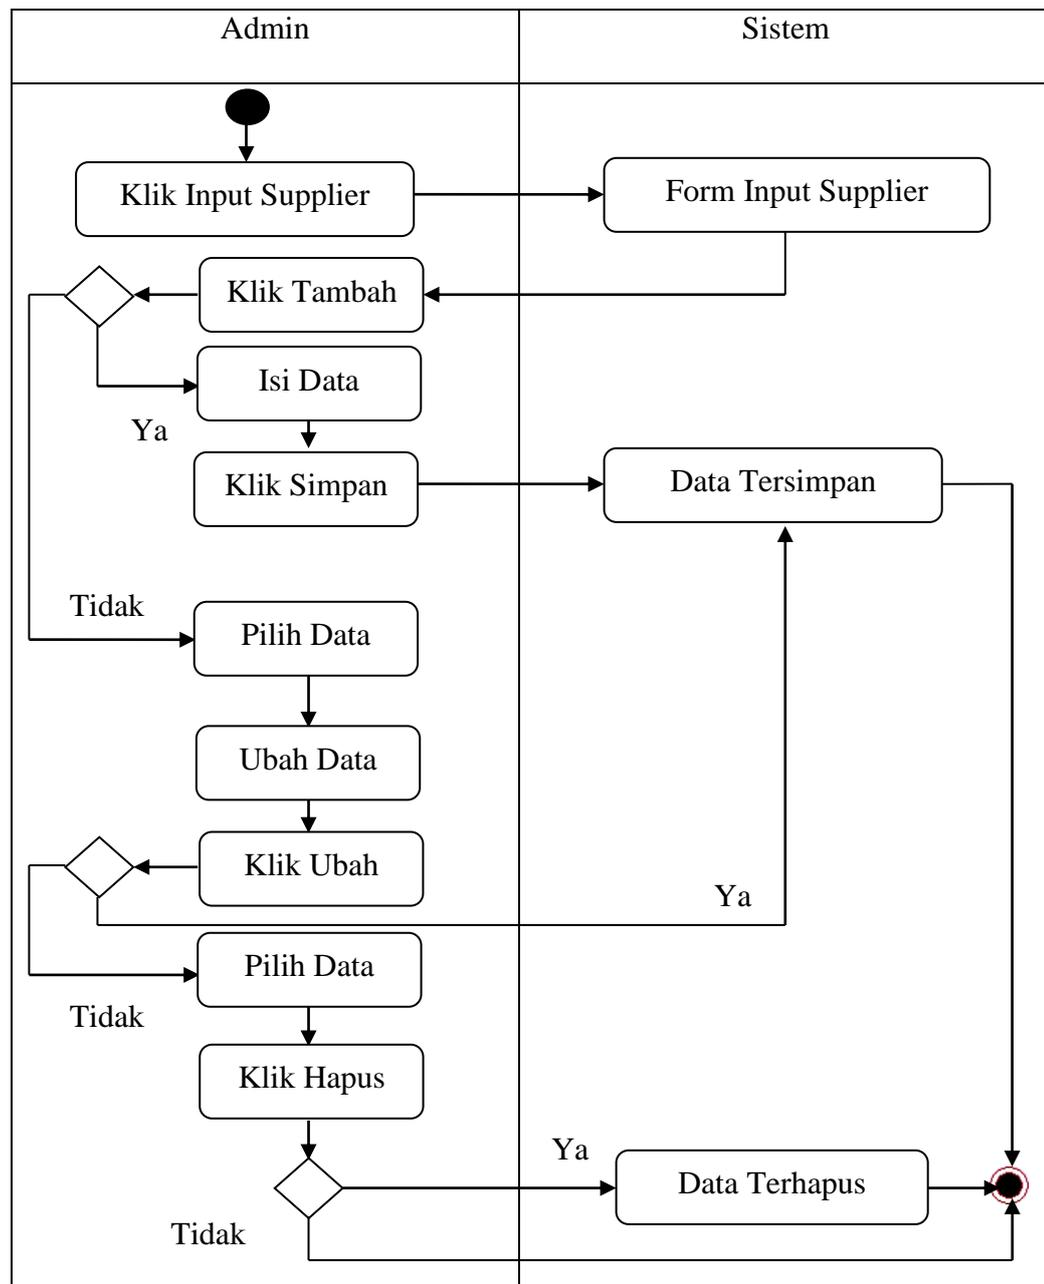 Admin
Sistem
Klik Input Supplier
Form Input Supplier
Klik Tambah
Isi Data
Ya
Klik Simpan
Data Tersimpan
Tidak
Pilih Data
Ubah Data
Klik Ubah
Ya
Pilih Data
Tidak
Klik Hapus
Ya
Data Terhapus
Tidak